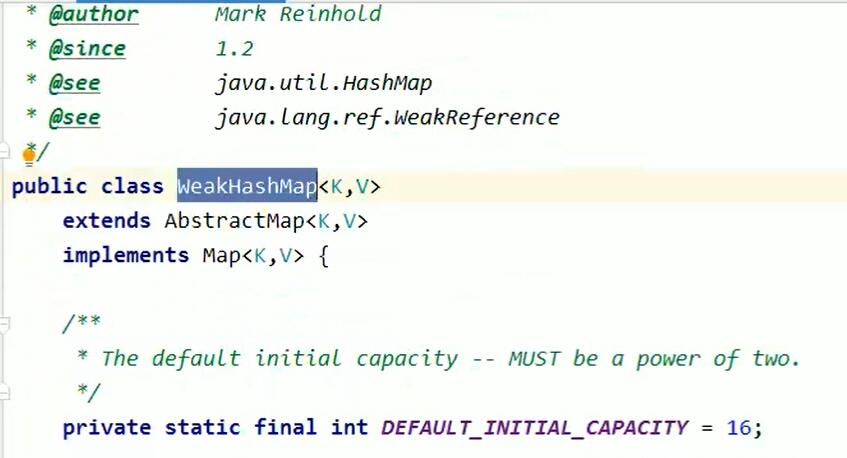 * @author Mark Reinhold
* @since 1.2
* @see java.util.HashMap
* @see java.lang.ref.WeakReference
*/
public class WeakHashMap<K,V>
extends AbstractMap<K,V>
implements Map<K,V> {
/**
* The default initial capacity -- MUST be a power of two.
*/
private static final int DEFAULT_INITIAL_CAPACITY = 16;